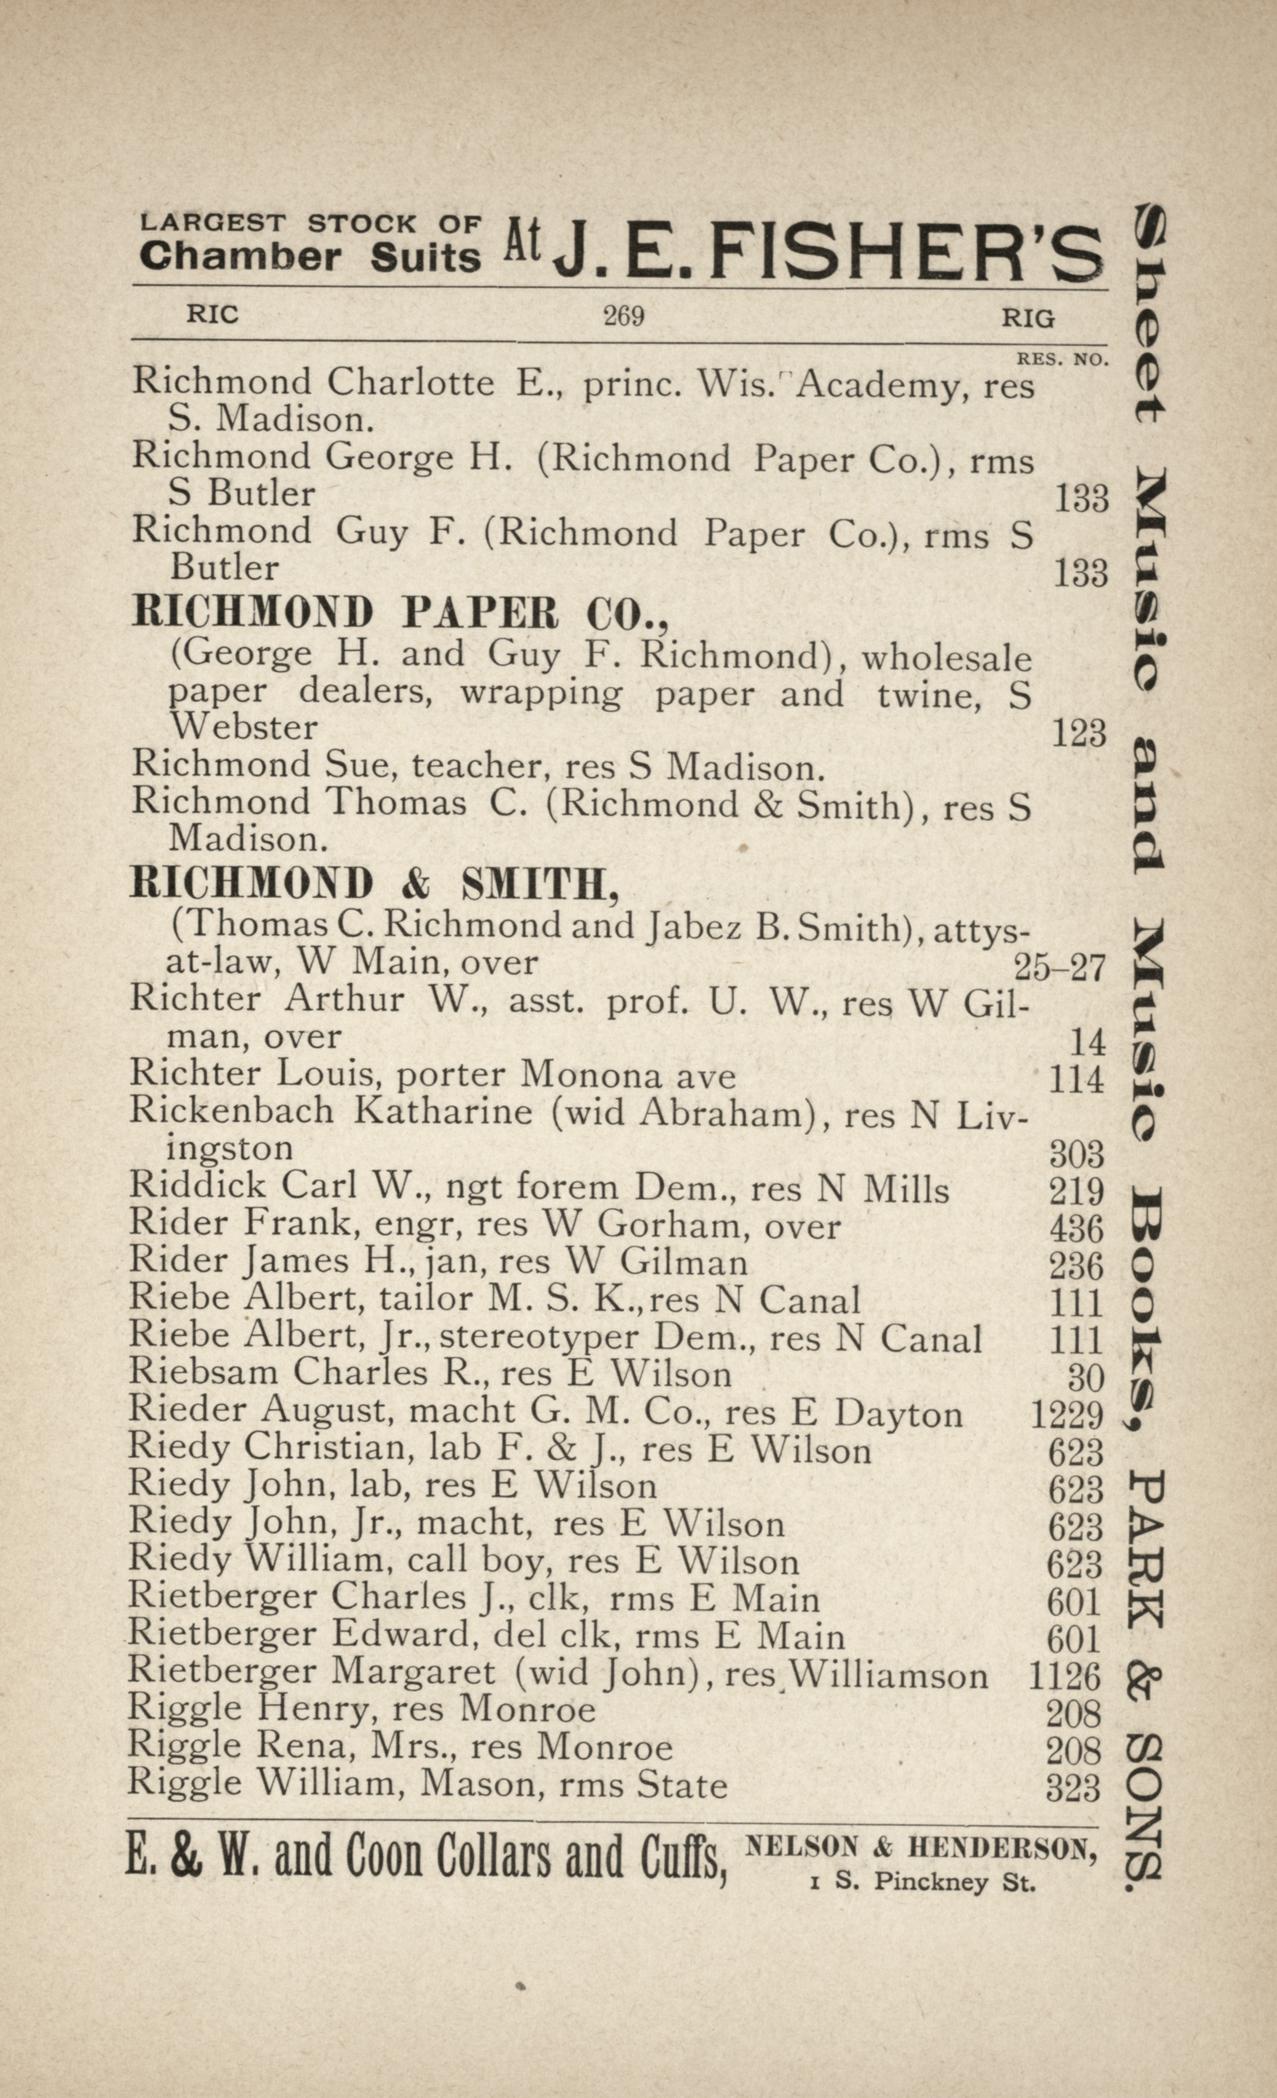 LARGEST STOCK OF
Chamber Suits At J. E. FISHER'S
RIC 269 RIG
RES. NO.
Richmond Charlotte E., princ. Wis. Academy, res
S. Madison.
Richmond George H. (Richmond Paper Co.), rms
S Butler 133
Richmond Guy F. (Richmond Paper Co.), rms S
Butler 133
RICHMOND PAPER CO.,
(George H. and Guy F. Richmond), wholesale
paper dealers, wrapping paper and twine, S
Webster 123
Richmond Sue, teacher, res S Madison.
Richmond Thomas C. (Richmond & Smith), res S
Madison.
RICHMOND & SMITH,
(Thomas C. Richmond and Jabez B. Smith), attys-
at-law, W Main, over 25–27
Richter Arthur W., asst. prof. U. W., res W Gil-
man, over 14
Richter Louis, porter Monona ave 114
Rickenbach Katharine (wid Abraham), res N Liv-
ingston 303
Riddick Carl W., ngt forem Dem., res N Mills 219
Rider Frank, engr, res W Gorham, over 436
Rider James H., jan, res W Gilman 236
Riebe Albert, tailor M. S. K., res N Canal 111
Riebe Albert, Jr., stereotyper Dem., res N Canal 111
Riebsam Charles R., res E Wilson 30
Rieder August, macht G. M. Co., res E Dayton 1229
Riedy Christian, lab F. & J., res E Wilson 623
Riedy John, lab, res E Wilson 623
Riedy John, Jr., macht, res E Wilson 623
Riedy William, call boy, res E Wilson 623
Rietberger Charles J., clk, rms E Main 601
Rietberger Edward, del clk, rms E Main 601
Rietberger Margaret (wid John), res Williamson 1126
Riggle Henry, res Monroe 208
Riggle Rena, Mrs., res Monroe 208
Riggle William, Mason, rms State 323
E. & W. and Coon Collars and Cuffs, NELSON & HENDERSON,
1 S. Pinckney St.
Sheet Music and Music Books, PARK & SONS.